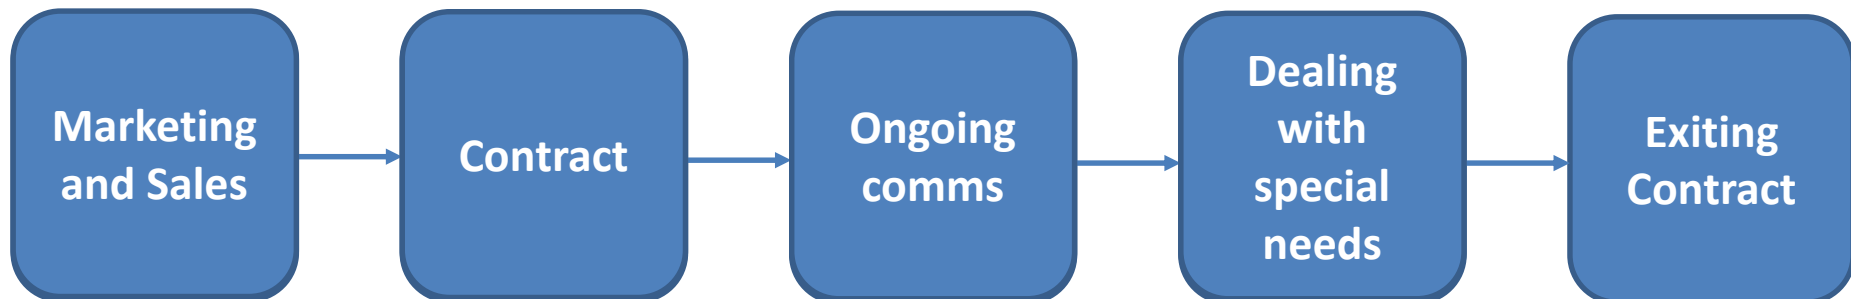 Marketing
and Sales
Contract
Ongoing
comms
Dealing
with
special
needs
Exiting
Contract